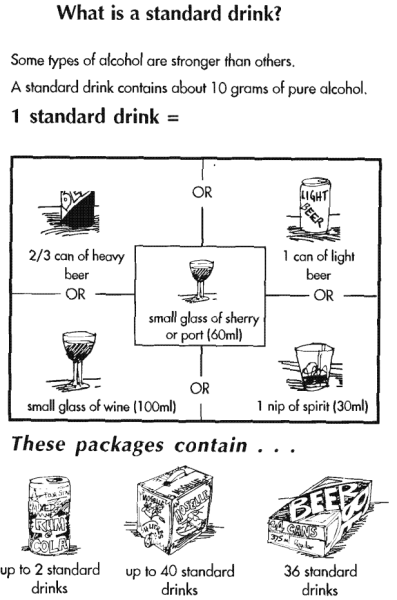 What is a standard drink?
Some types of alcohol are stronger than others.
A standard drink contains about 10 grams of pure alcohol.
1 standard drink =
OR
LIGHT
BEER
2/3 can of heavy
beer
1 can of light
beer
OR
OR
small glass of sherry
or port (60ml)
OR
small glass of wine (100ml)
1 nip of spirit (30ml)
These packages contain . . .
RUM
COLA
BEER
CANS
375ml
up to 2 standard
drinks
up to 40 standard
drinks
36 standard
drinks